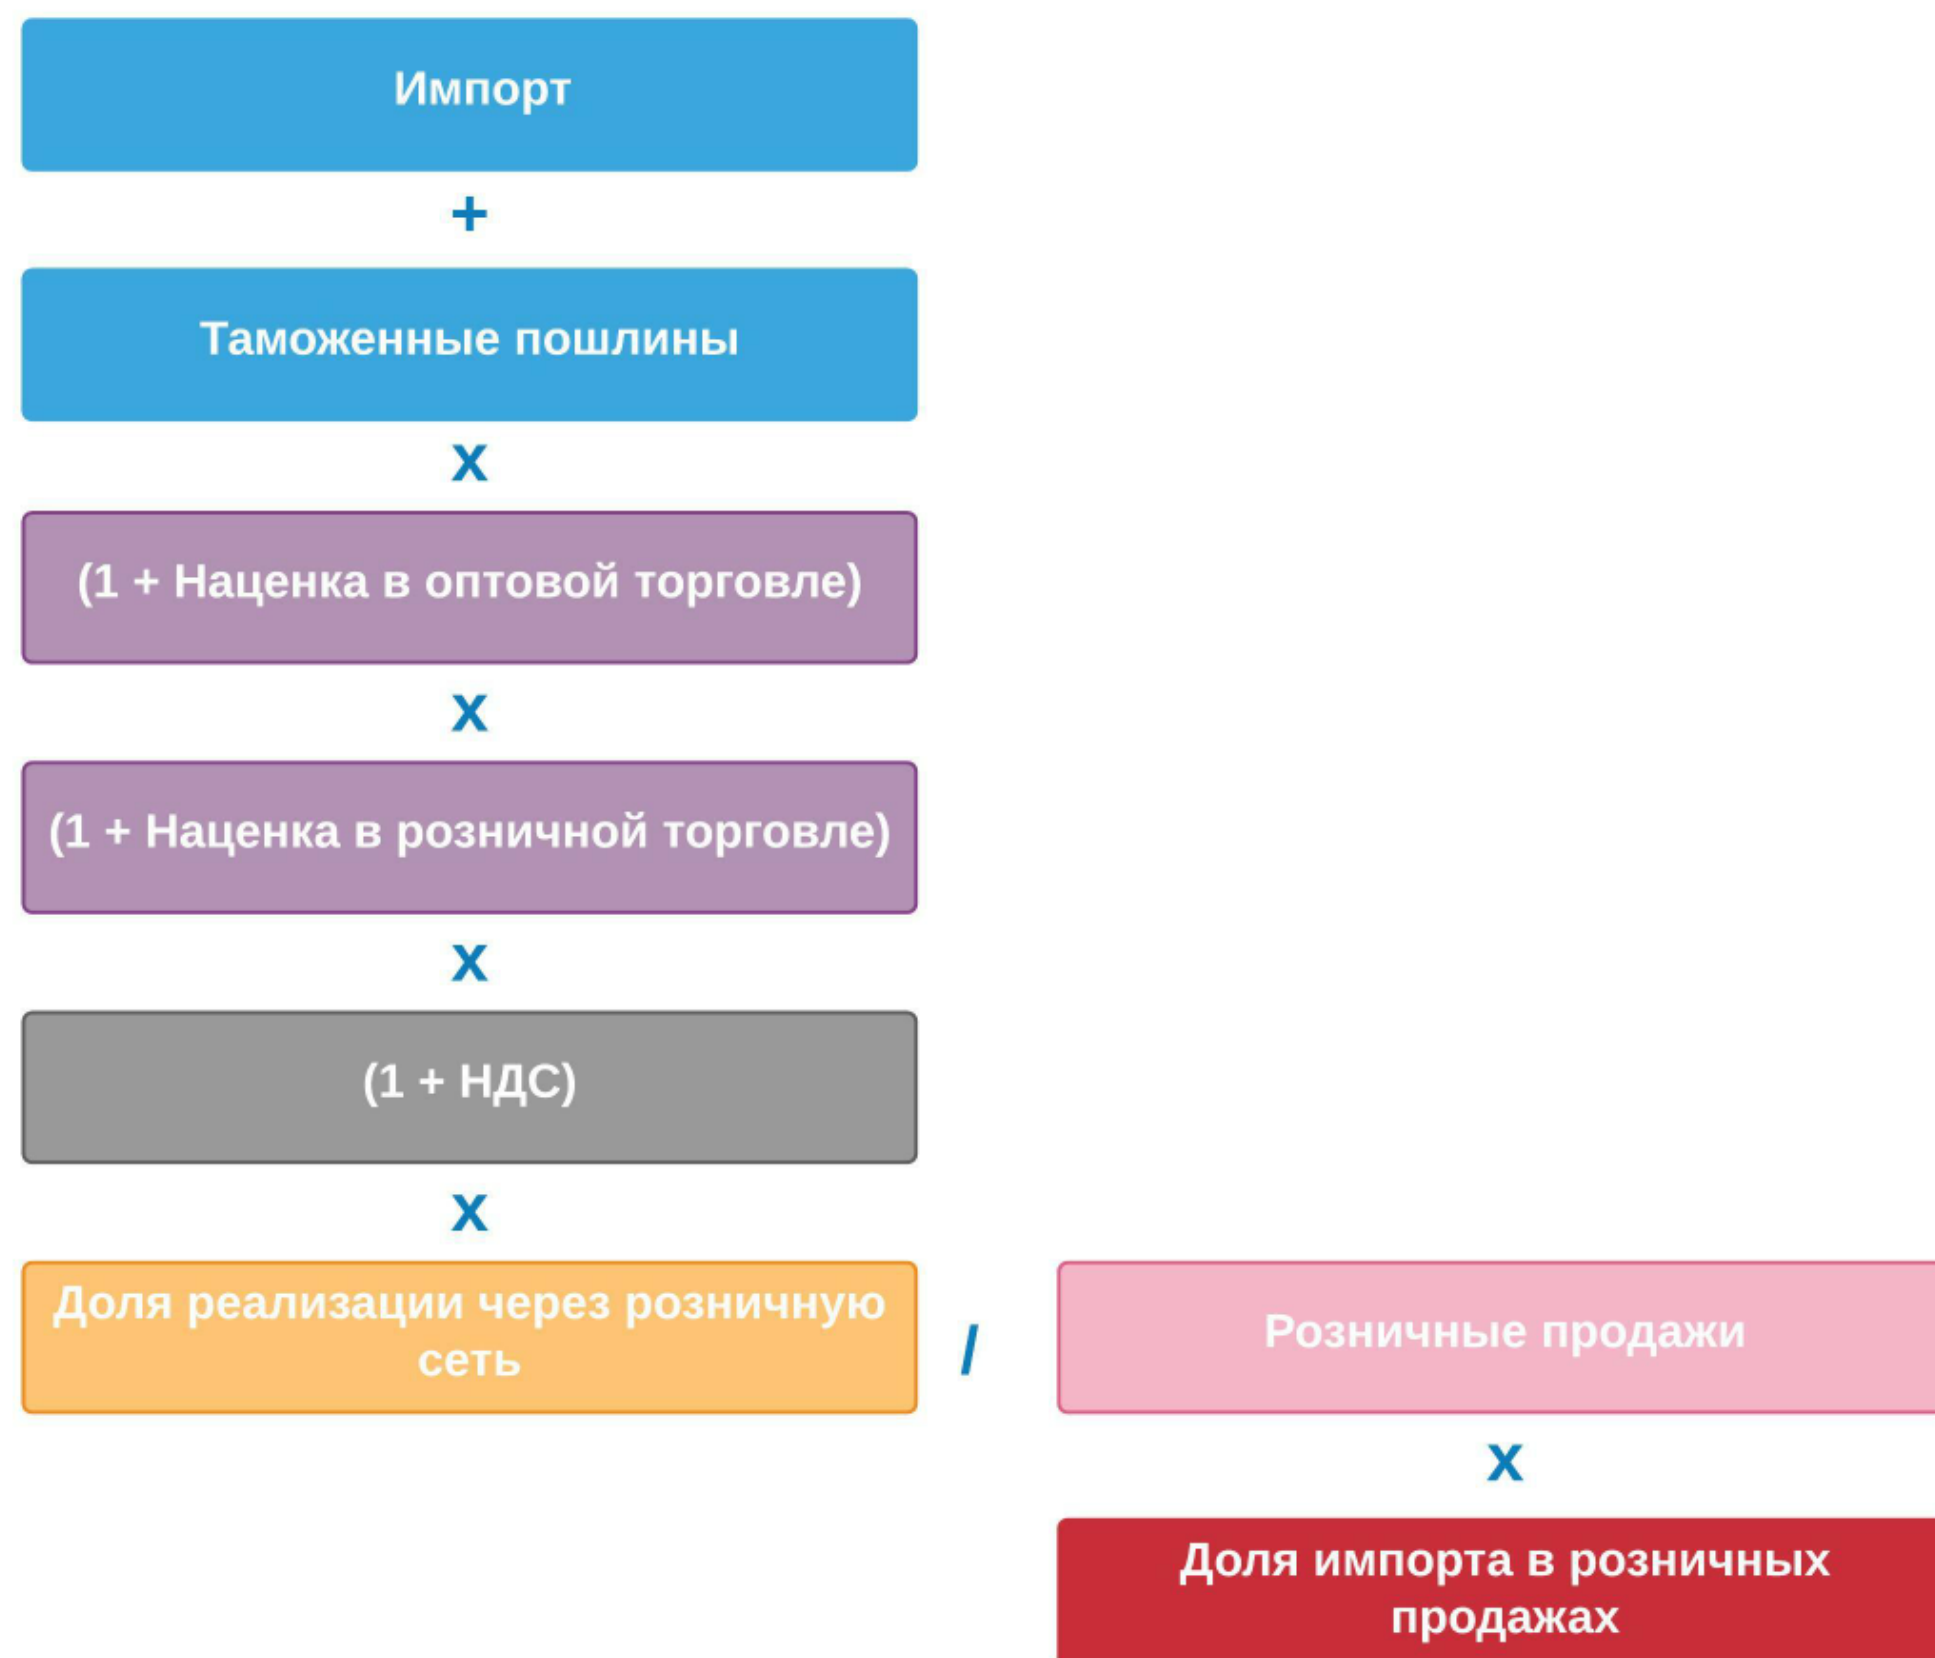 Импорт
+
Таможенные пошлины
x
(1 + Наценка в оптовой торговле)
x
(1 + Наценка в розничной торговле)
x
(1 + НДС)
x
Доля реализации через розничную
сеть
/
Розничные продажи
x
Доля импорта в розничных
продажах